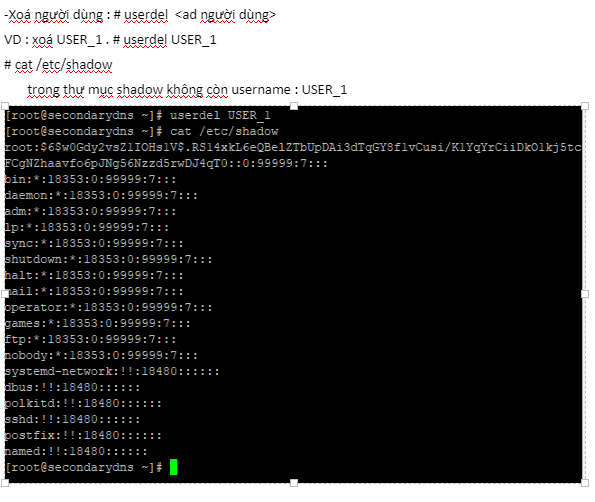 -Xoá người dùng : # userdel  <ad người dùng>
VD : xoá USER_1 . # userdel USER_1
# cat /etc/shadow
trong thư mục shadow không còn username : USER_1
[root@secondarydns ~]# userdel USER_1
[root@secondarydns ~]# cat /etc/shadow
root:$6$w0Gdy2vsZ1IOHs1V$.RS14xkL6eQBelZTbUpDAi3dTqGY8f1vCusi/K1YqYrCiiDkO1kj5tc
FCgNZhaavfo6pJNg56Nzzd5rwDJ4qT0::0:99999:7:::
bin:*:18353:0:99999:7:::
daemon:*:18353:0:99999:7:::
adm:*:18353:0:99999:7:::
lp:*:18353:0:99999:7:::
sync:*:18353:0:99999:7:::
shutdown:*:18353:0:99999:7:::
halt:*:18353:0:99999:7:::
mail:*:18353:0:99999:7:::
operator:*:18353:0:99999:7:::
games:*:18353:0:99999:7:::
ftp:*:18353:0:99999:7:::
nobody:*:18353:0:99999:7:::
systemd-network:!!:18480::::::
dbus:!!:18480::::::
polkitd:!!:18480::::::
sshd:!!:18480::::::
postfix:!!:18480::::::
named:!!:18480::::::
[root@secondarydns ~]#